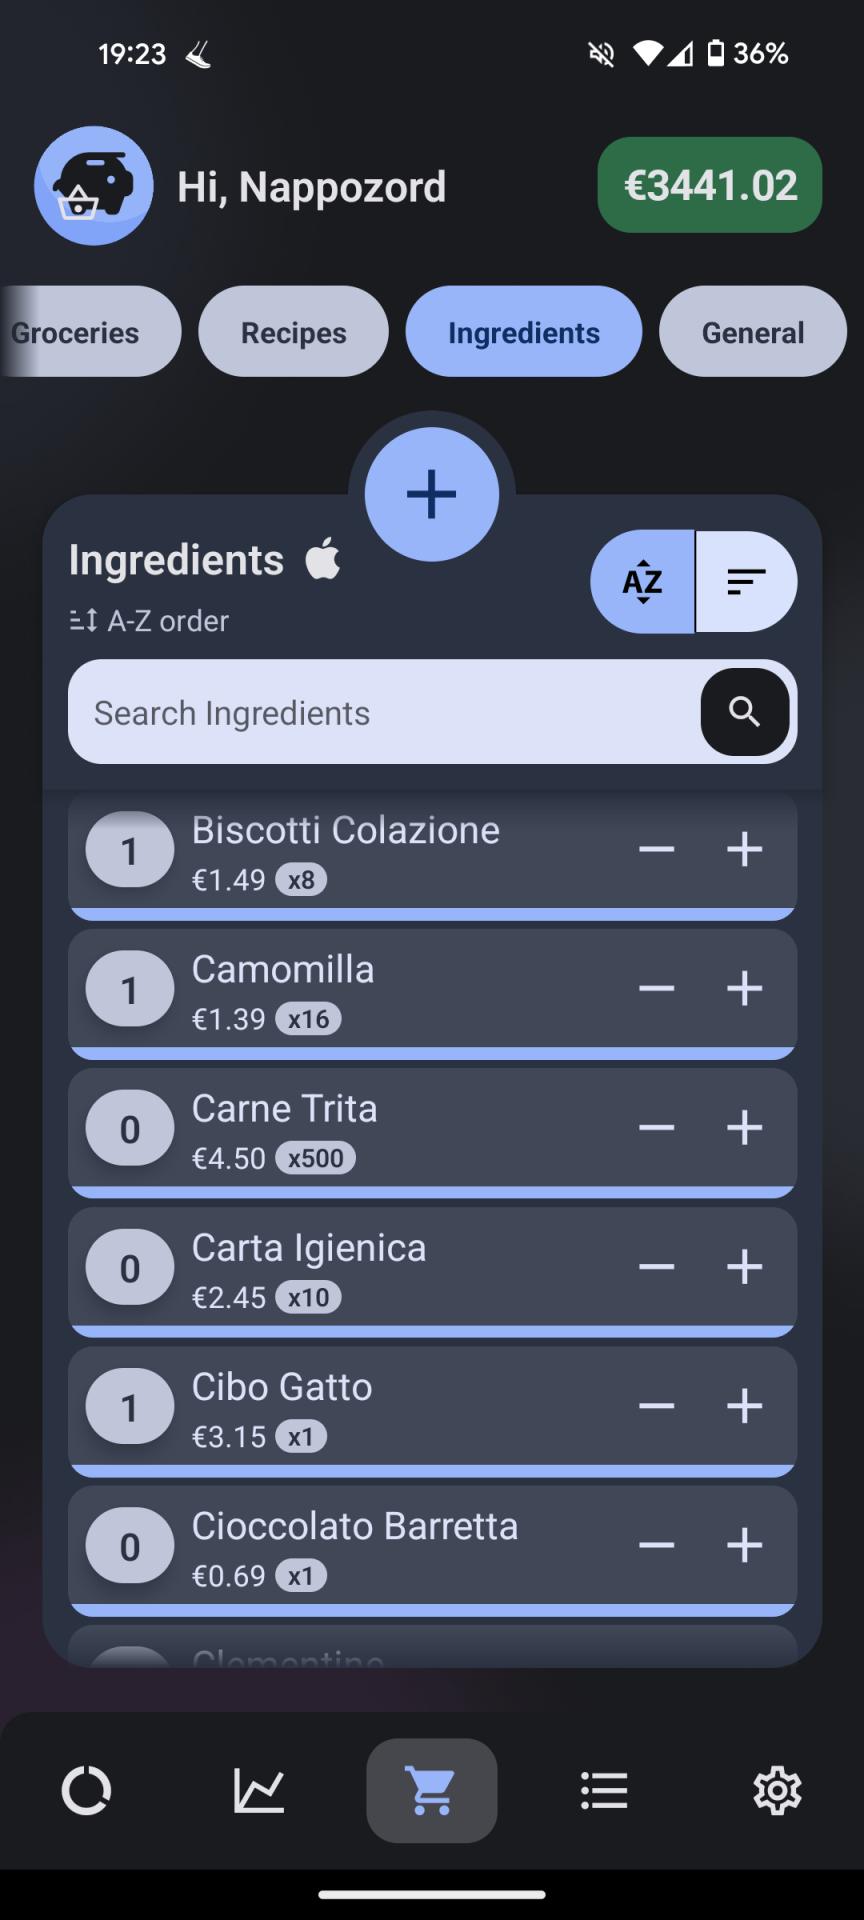 19:23
36%
Hi, Nappozord
€3441.02
Groceries
Recipes
Ingredients
General
Ingredients
AZ
A-Z order
Search Ingredients
1
Biscotti Colazione
€1.49 x8
1
Camomilla
€1.39 x16
0
Carne Trita
€4.50 x500
0
Carta Igienica
€2.45 x10
1
Cibo Gatto
€3.15 x1
0
Cioccolato Barretta
€0.69 x1
Clementine